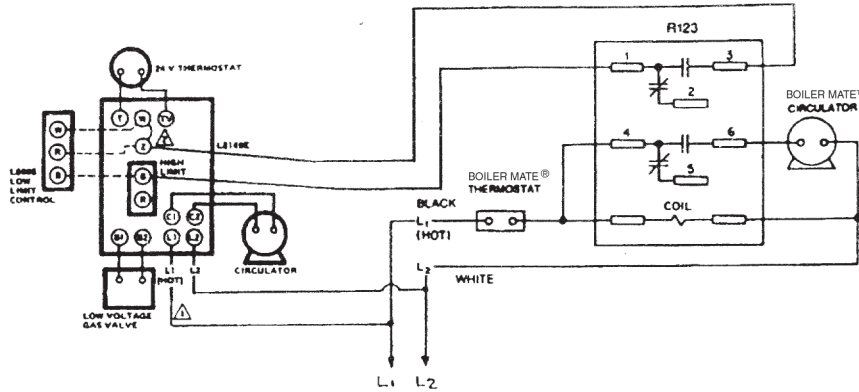 R123
24 V THERMOSTAT
1
3
2
BOILER MATE
CIRCULATOR
T
W
TV
W
R
B
Z
L8148E
4
6
5
LOW
LIMIT
CONTROL
HIGH
LIMIT
B
R
BOILER MATE®
THERMOSTAT
COIL
BLACK
L1
(HOT)
C1
C2
B1
B2
L1
L2
CIRCULATOR
L1
(HOT)
L2
L2
WHITE
LOW VOLTAGE
GAS VALVE
1
L1
L2